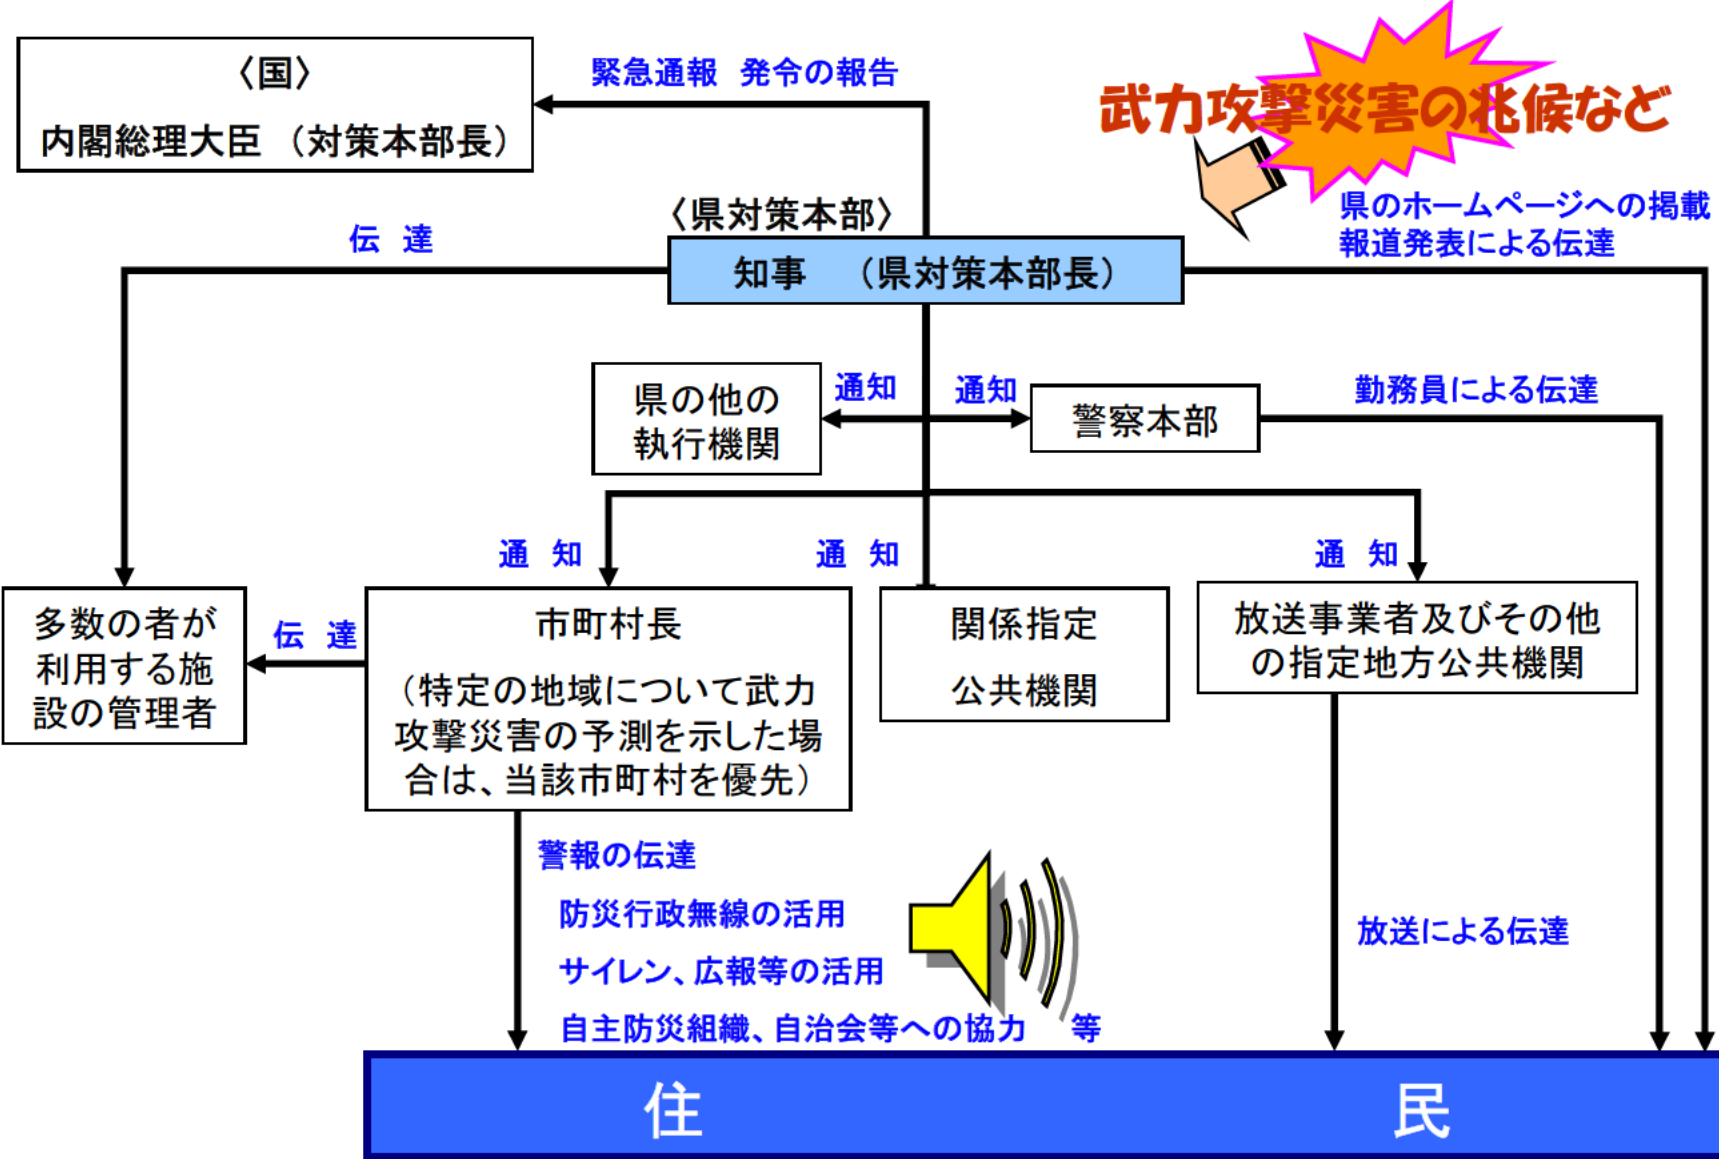 〈国〉
内閣総理大臣 （対策本部長）
緊急通報 発令の報告
武力攻撃災害の兆候など
県のホームページへの掲載
報道発表による伝達
〈県対策本部〉
知事 （県対策本部長）
伝 達
県の他の
執行機関
通知
通知
警察本部
勤務員による伝達
通 知
通 知
通 知
多数の者が
利用する施
設の管理者
伝 達
市町村長
（特定の地域について武力
攻撃災害の予測を示した場
合は、当該市町村を優先）
関係指定
公共機関
放送事業者及びその他
の指定地方公共機関
警報の伝達
防災行政無線の活用
サイレン、広報等の活用
自主防災組織、自治会等への協力 等
放送による伝達
住 民